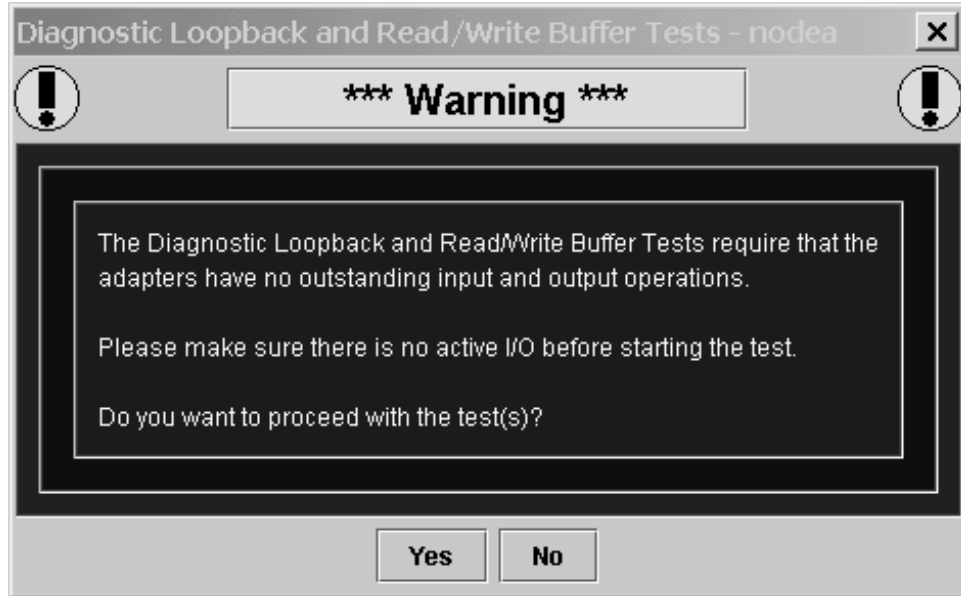 Diagnostic Loopback and Read/Write Buffer Tests - nodea
*** Warning ***
The Diagnostic Loopback and Read/Write Buffer Tests require that the
adapters have no outstanding input and output operations.
Please make sure there is no active I/O before starting the test.
Do you want to proceed with the test(s)?
Yes
No